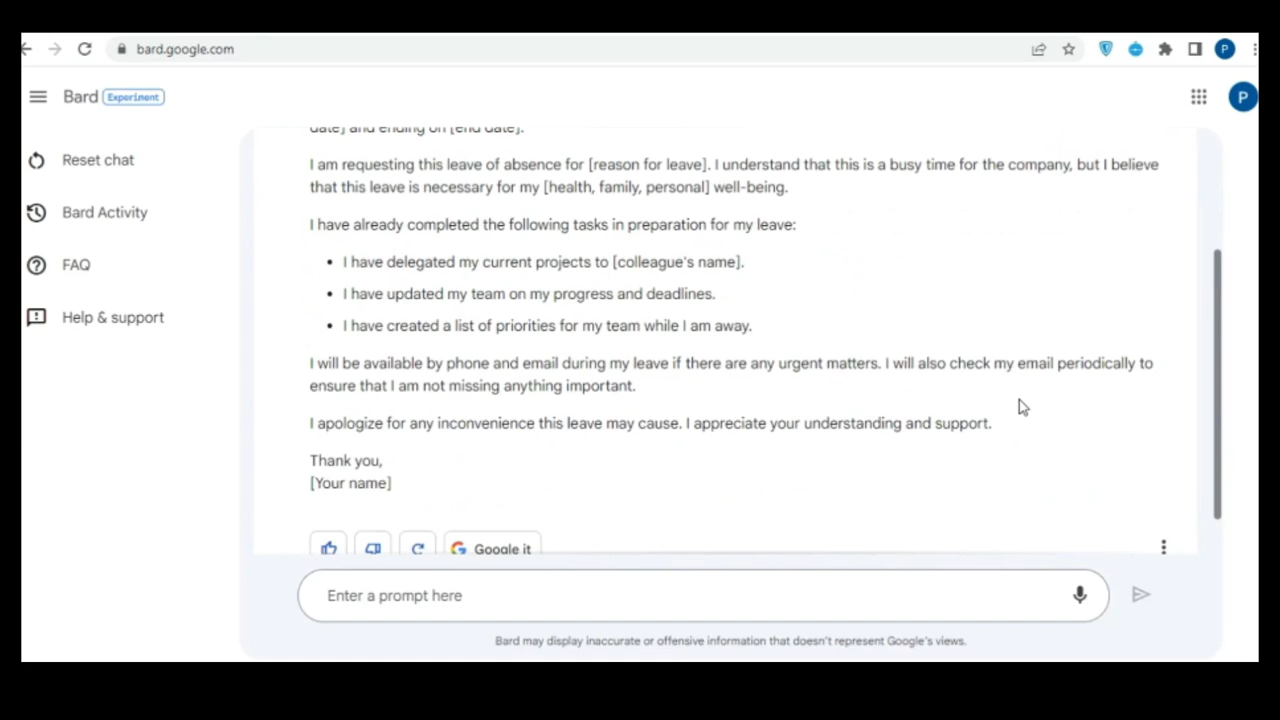 bard.google.com
P
Bard Experiment
P
Reset chat
Bard Activity
FAQ
Help & support
date] and ending on [end date].
I am requesting this leave of absence for [reason for leave]. I understand that this is a busy time for the company, but I believe
that this leave is necessary for my [health, family, personal] well-being.
I have already completed the following tasks in preparation for my leave:
• I have delegated my current projects to [colleague's name].
• I have updated my team on my progress and deadlines.
• I have created a list of priorities for my team while I am away.
I will be available by phone and email during my leave if there are any urgent matters. I will also check my email periodically to
ensure that I am not missing anything important.
I apologize for any inconvenience this leave may cause. I appreciate your understanding and support.
Thank you,
[Your name]
Google it
Enter a prompt here
Bard may display inaccurate or offensive information that doesn't represent Google's views.